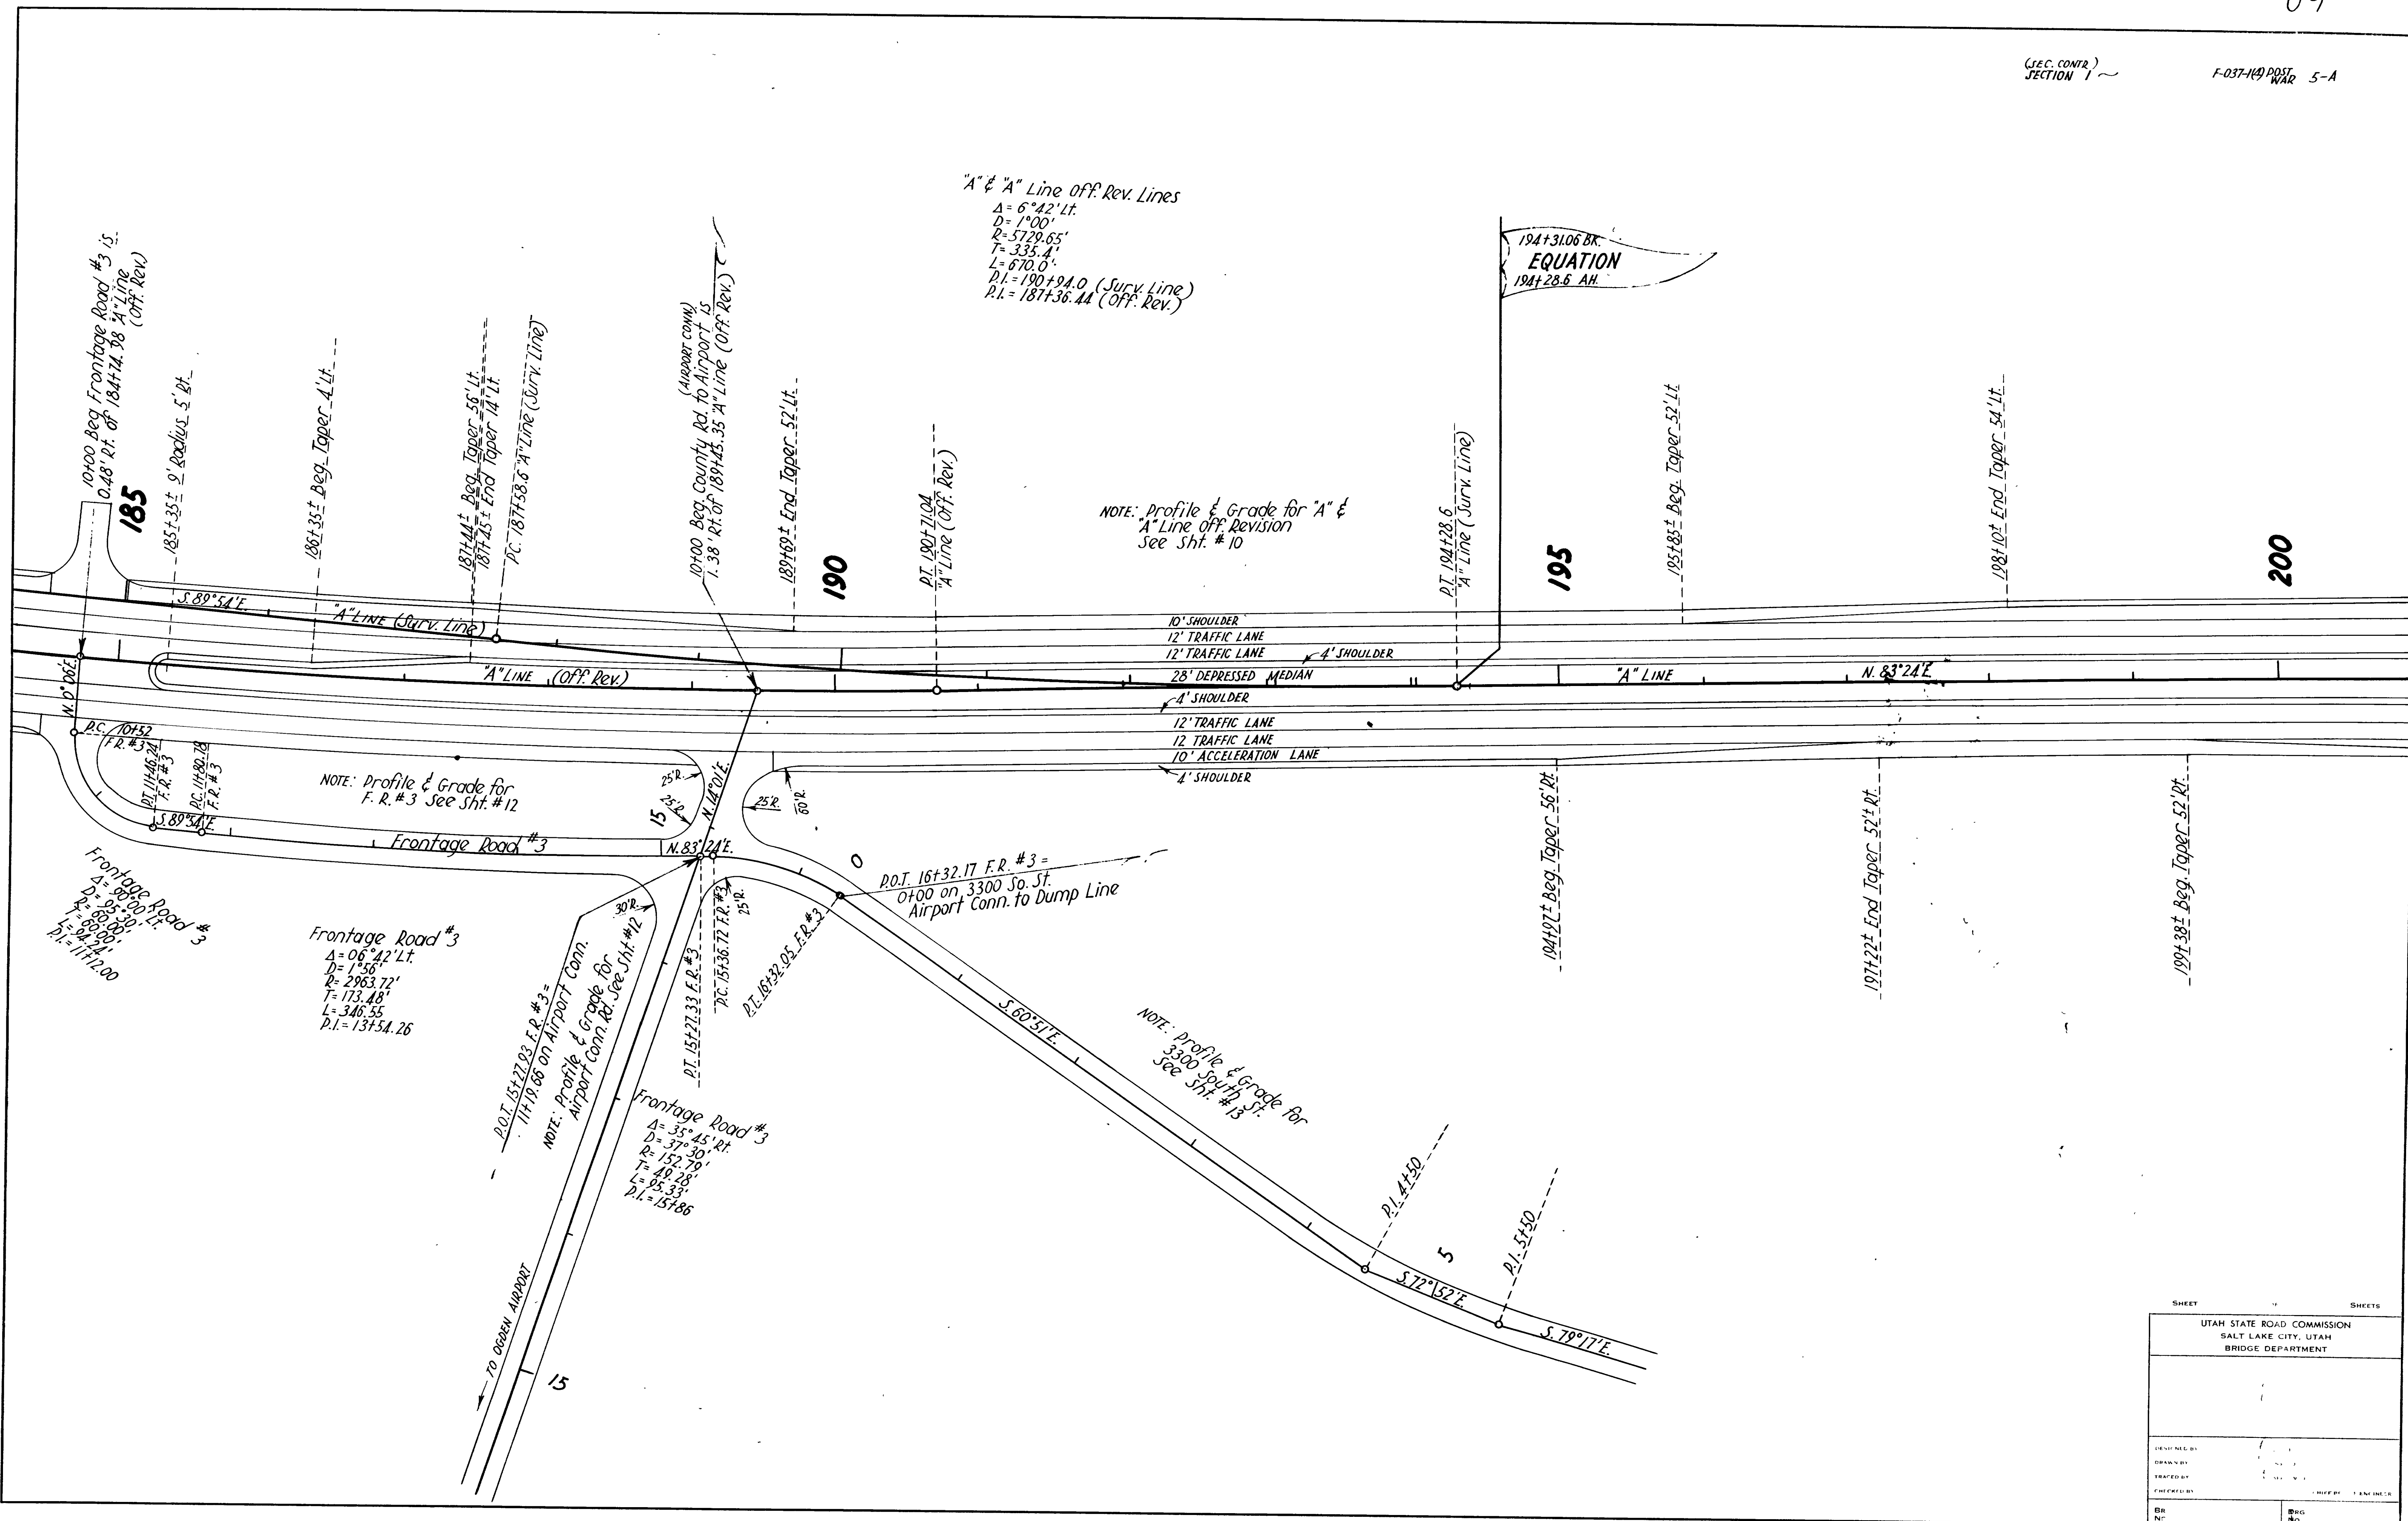 (SEC. CONTR.)
SECTION 1
F-037-1(4) POST WAR 5-A
"A" & "A" Line Off. Rev. Lines
Δ= 6°42' Lt.
D= 1°00'
R= 5729.65'
T= 335.4'
L= 670.0'
P.I.= 190+94.0 (Surv. Line)
P.I.= 187+36.44 (Off. Rev.)
194+31.06 BK.
EQUATION
194+28.6 AH.
10+00 Beg. Frontage Road #3 is
0.48' Rt. of 184+74.98 "A" Line
(Off. Rev.)
185
185+35± 9' Radius 5' Rt.
186+35± Beg. Taper 4' Lt.
187+44± Beg. Taper 56' Lt.
187+45± End Taper 14' Lt.
P.C. 187+58.6 "A" Line (Surv. Line)
(AIRPORT CONN)
10+00 Beg. County Rd. to Airport is
1.38' Rt. of 189+45.35 "A" Line (Off. Rev.)
189+69± End Taper 52' Lt.
190
P.T. 190+71.04
"A" Line (Off. Rev.)
NOTE: Profile & Grade for "A" &
"A" Line Off. Revision
See Sht. #10
P.T. 194+28.6
"A" Line (Surv. Line)
195
195+85± Beg. Taper 52' Lt.
198+10± End Taper 54' Lt.
200
S. 89°54' E.
"A" LINE (Surv. Line)
10' SHOULDER
12' TRAFFIC LANE
12' TRAFFIC LANE
4' SHOULDER
28' DEPRESSED MEDIAN
"A" LINE (Off. Rev.)
"A" LINE
N. 83°24' E.
4' SHOULDER
12' TRAFFIC LANE
12 TRAFFIC LANE
10' ACCELERATION LANE
4' SHOULDER
N. 0°06' E.
P.C. 10+52
F.R. #3
P.T. 11+46.24
F.R. #3
P.C. 11+80.78
F.R. #3
S. 89°54' E.
NOTE: Profile & Grade for
F.R. #3 See Sht. #12
Frontage Road #3
25'R.
25'R.
15
N. 14°01' E.
N. 83°24' E.
25'R.
60'R.
30'R.
25'R.
0
P.O.T. 16+32.17 F.R. #3 =
0+00 on 3300 So. St.
Airport Conn. to Dump Line
194+97± Beg. Taper 56' Rt.
197+22± End Taper 52' Rt.
199+38± Beg. Taper 52' Rt.
Frontage Road #3
Δ= 90°00' Lt.
D= 95°30'
R= 60.00'
T= 60.00'
L= 94.24'
P.I.= 11+12.00
Frontage Road #3
Δ= 06°42' Lt.
D= 1°56'
R= 2963.72'
T= 173.48'
L= 346.55
P.I.= 13+54.26
P.O.T. 15+27.93 F.R. #3 =
11+19.66 on Airport Conn.
NOTE: Profile & Grade for
Airport Conn. Rd. See Sht. #12
P.T. 15+27.33 F.R. #3
P.C. 15+36.72 F.R. #3
P.T. 16+32.05 F.R. #3
Frontage Road #3
Δ= 35°45' Rt.
D= 37°30'
R= 152.79'
T= 49.28'
L= 95.33'
P.I.= 15+86
S. 60°51' E.
NOTE: Profile & Grade for
3300 South St.
See Sht. #13
P.I. 4+50
5
P.I. 5+50
S. 72°52' E.
S. 79°17' E.
TO OGDEN AIRPORT
15
SHEET SHEETS
UTAH STATE ROAD COMMISSION
SALT LAKE CITY, UTAH
BRIDGE DEPARTMENT
DESIGNED BY
DRAWN BY
TRACED BY
CHECKED BY
ENGINEER
BR
DRG